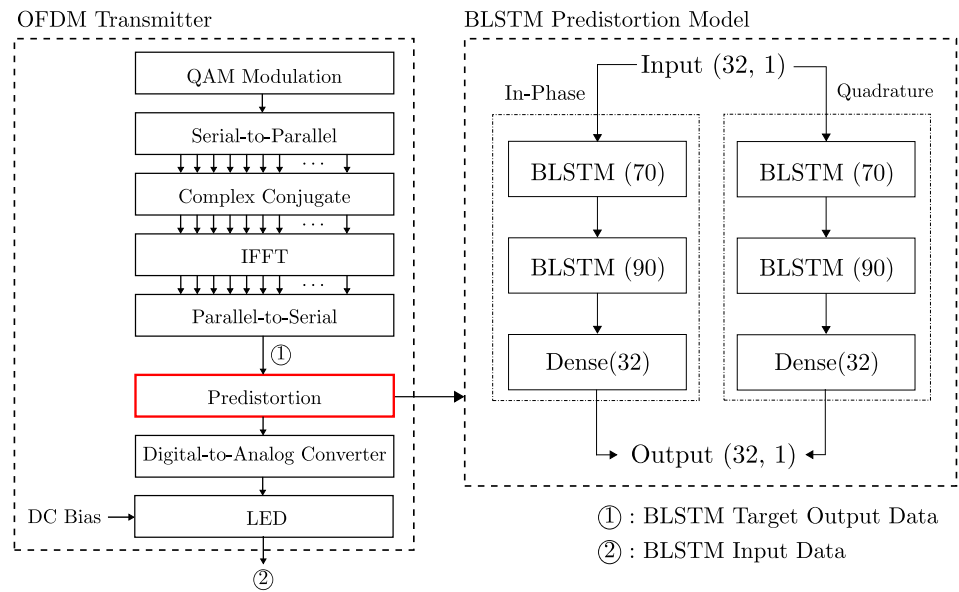 OFDM Transmitter
QAM Modulation
Serial-to-Parallel
...
Complex Conjugate
...
IFFT
...
Parallel-to-Serial
①
Predistortion
Digital-to-Analog Converter
DC Bias
LED
②
BLSTM Predistortion Model
Input (32, 1)
In-Phase
Quadrature
BLSTM (70)
BLSTM (70)
BLSTM (90)
BLSTM (90)
Dense(32)
Dense(32)
Output (32, 1)
① : BLSTM Target Output Data
② : BLSTM Input Data